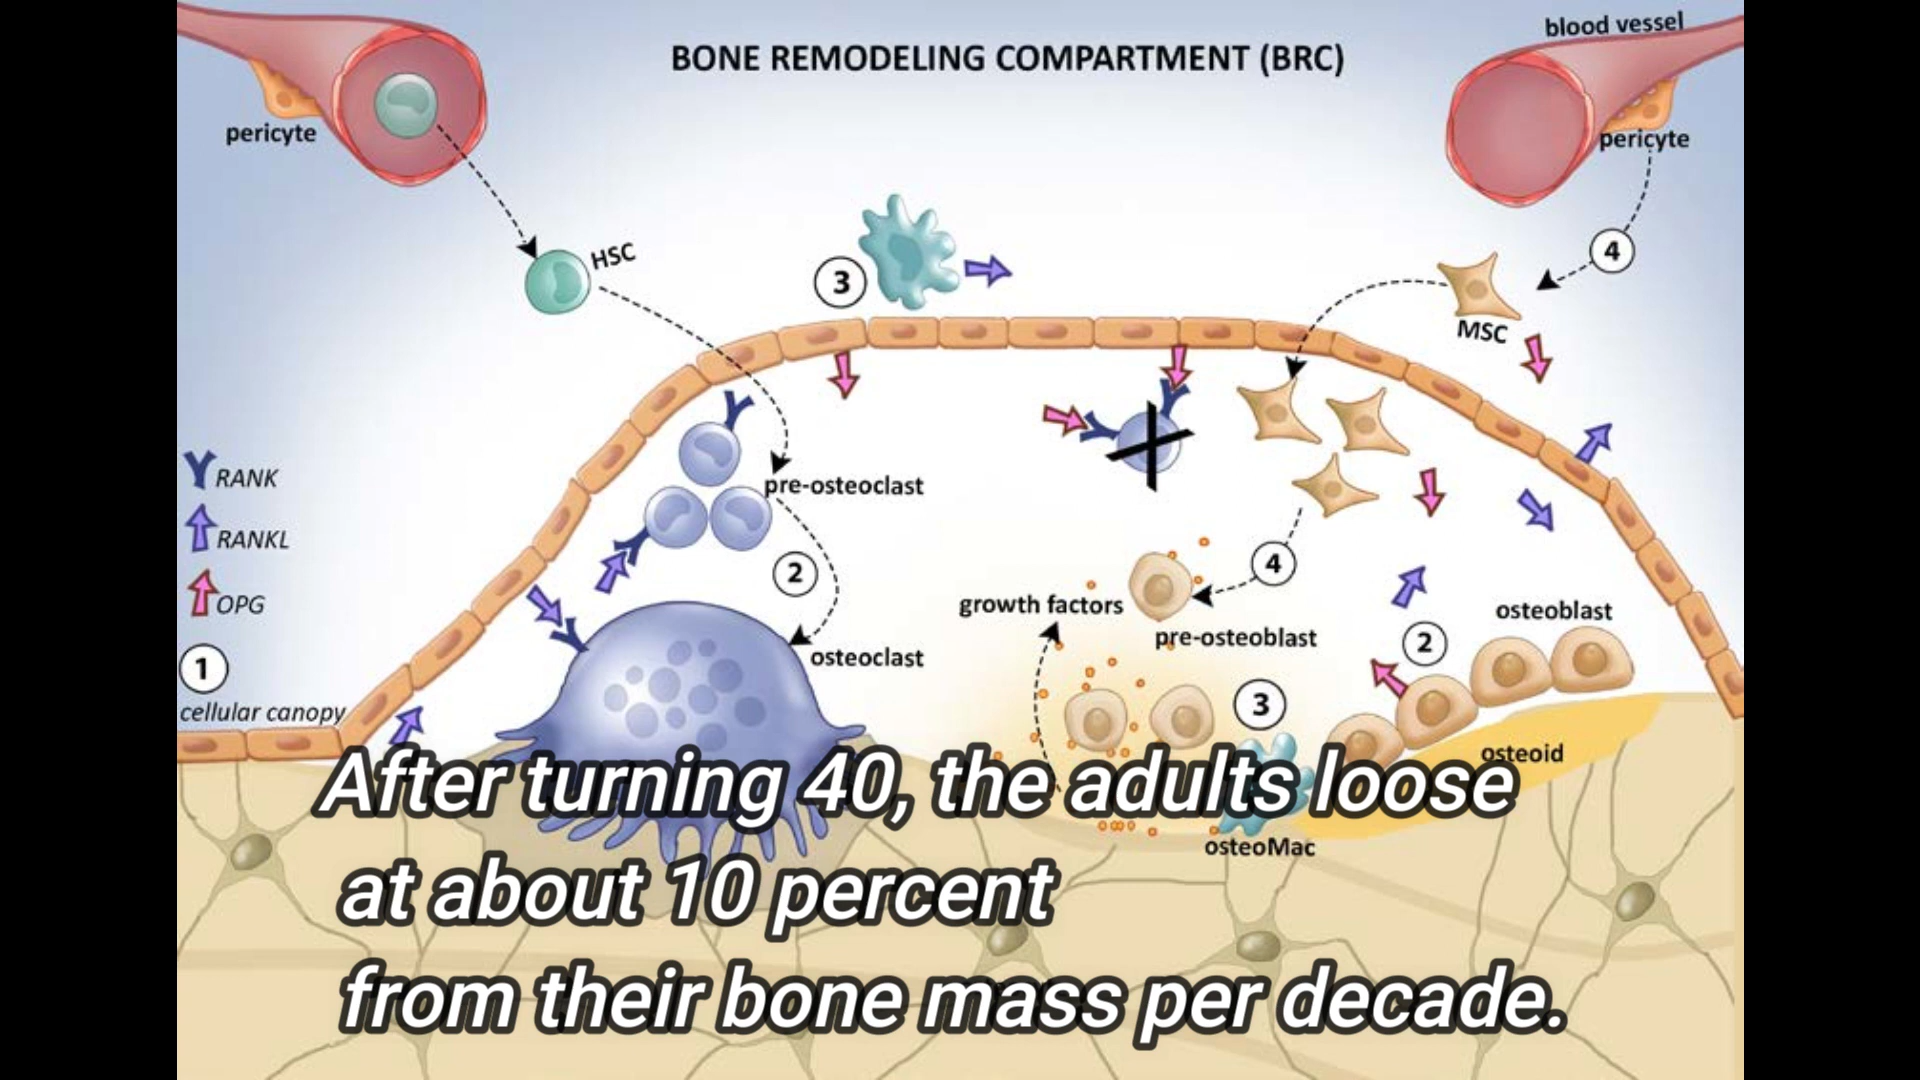 blood vessel
BONE REMODELING COMPARTMENT (BRC)
pericyte
pericyte
HSC
3
4
MSC
RANK
pre-osteoclast
RANKL
2
4
OPG
growth factors
osteoblast
pre-osteoblast
2
1
osteoclast
3
cellular canopy
osteoid
After turning 40, the adults loose
osteoMac
at about 10 percent
from their bone mass per decade.